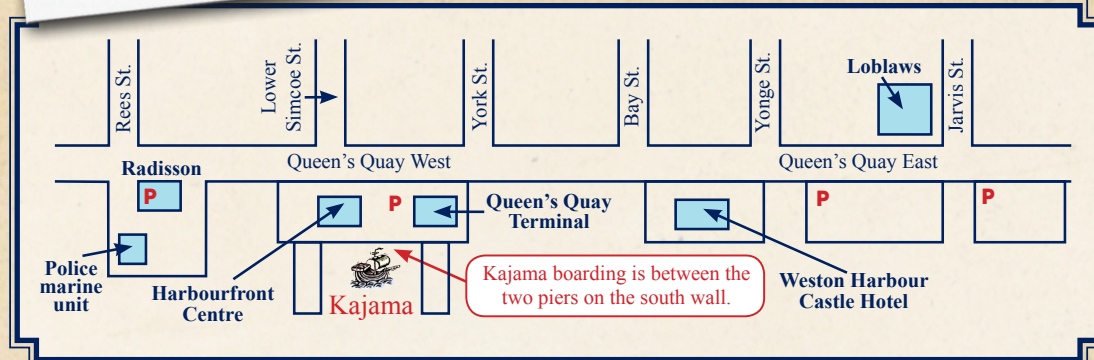 Rees St.
Lower
Simcoe St.
York St.
Bay St.
Yonge St.
Loblaws
Jarvis St.
Queen's Quay West
Queen's Quay East
Radisson
P
P
Queen's Quay
Terminal
P
P
Police
marine
unit
Harbourfront
Centre
Kajama
Kajama boarding is between the
two piers on the south wall.
Weston Harbour
Castle Hotel